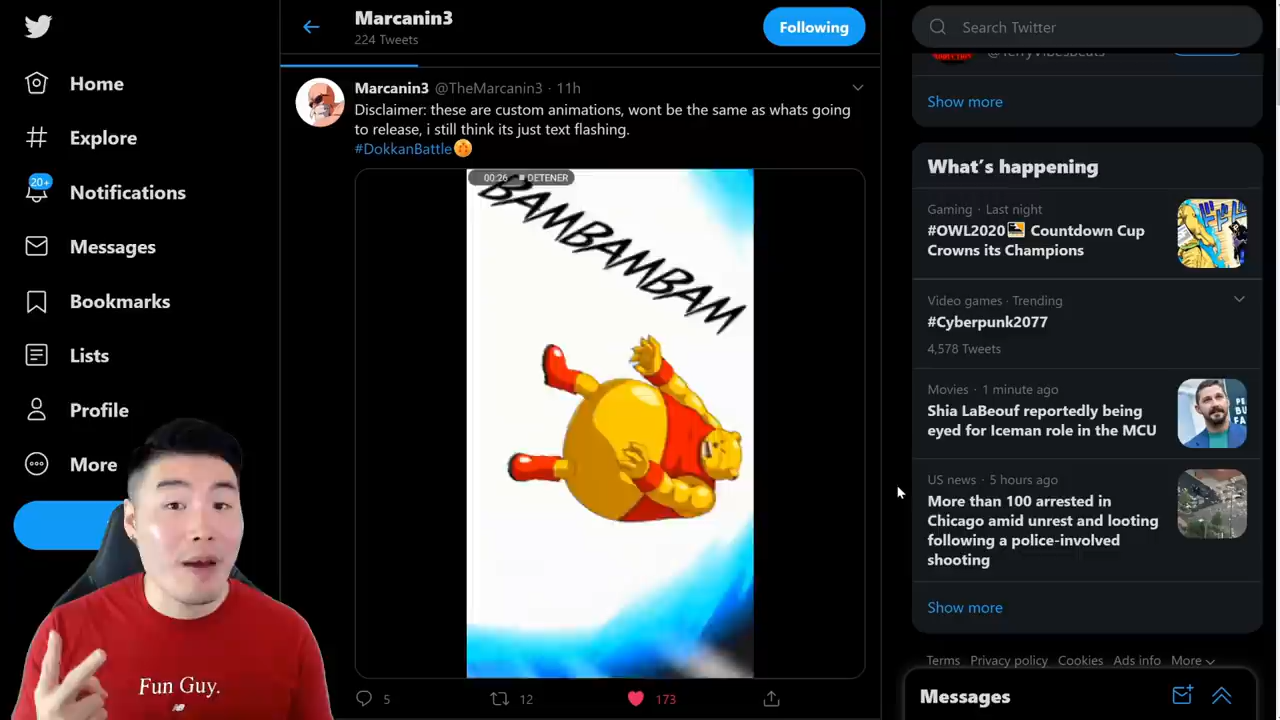 Home
Explore
20+
Notifications
Messages
Bookmarks
Lists
Profile
More
Fun Guy.
Marcanin3
224 Tweets
Following
Marcanin3 @TheMarcanin3 · 11h
Disclaimer: these are custom animations, wont be the same as whats going
to release, i still think its just text flashing.
#DokkanBattle
00:26 DETENER
BAMBAMBAM
5
12
173
Search Twitter
@TerryVibesBeats
Show more
What's happening
Gaming · Last night
#OWL2020 Countdown Cup
Crowns its Champions
Video games · Trending
#Cyberpunk2077
4,578 Tweets
Movies · 1 minute ago
Shia LaBeouf reportedly being
eyed for Iceman role in the MCU
US news · 5 hours ago
More than 100 arrested in
Chicago amid unrest and looting
following a police-involved
shooting
Show more
Terms Privacy policy Cookies Ads info More
Messages